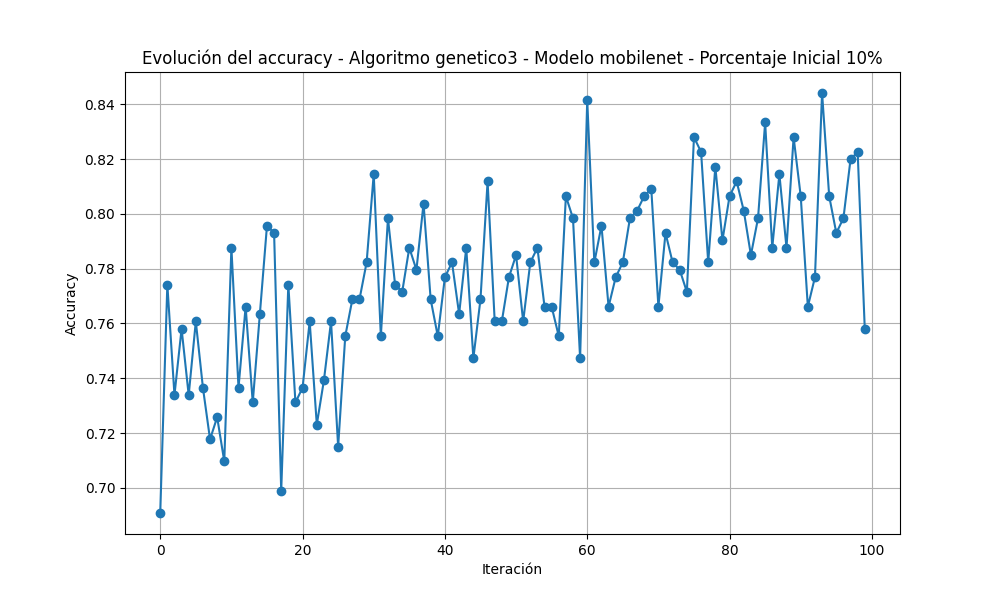 Evolución del accuracy - Algoritmo genetico3 - Modelo mobilenet - Porcentaje Inicial 10%
0.84
0.82
0.80
0.78
0.76
0.74
0.72
0.70
Accuracy
0 20 40 60 80 100
Iteración